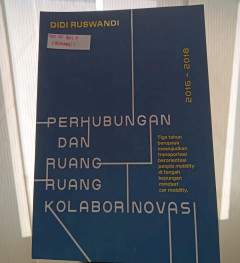 DIDI RUSWANDI
2016 - 2018
PERHUBUNGAN
DAN
RUANG
RUANG
KOLABORINOVASI
Tiga tahun
berupaya
mewujudkan
transportasi
berorientasi
people mobility
di tengah
kepungan
mindset
car mobility.